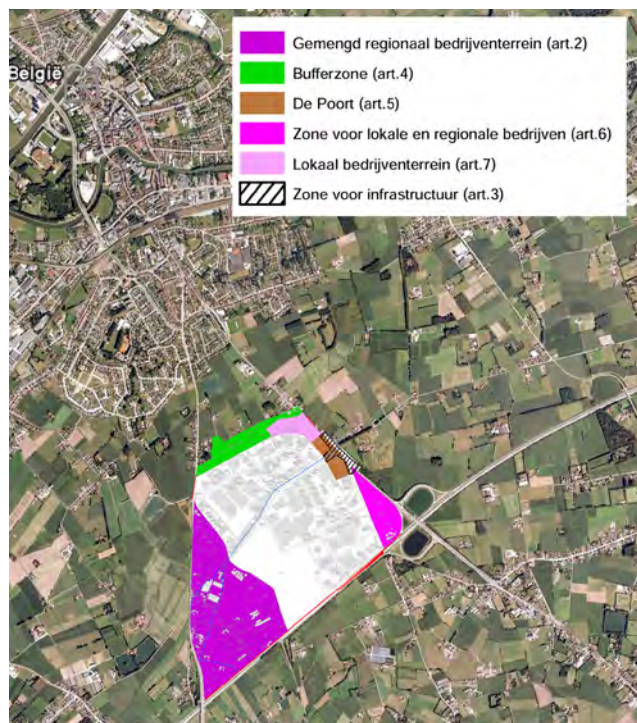 België
Gemengd regionaal bedrijventerrein (art.2)
Bufferzone (art.4)
De Poort (art.5)
Zone voor lokale en regionale bedrijven (art.6)
Lokaal bedrijventerrein (art.7)
Zone voor infrastructuur (art.3)